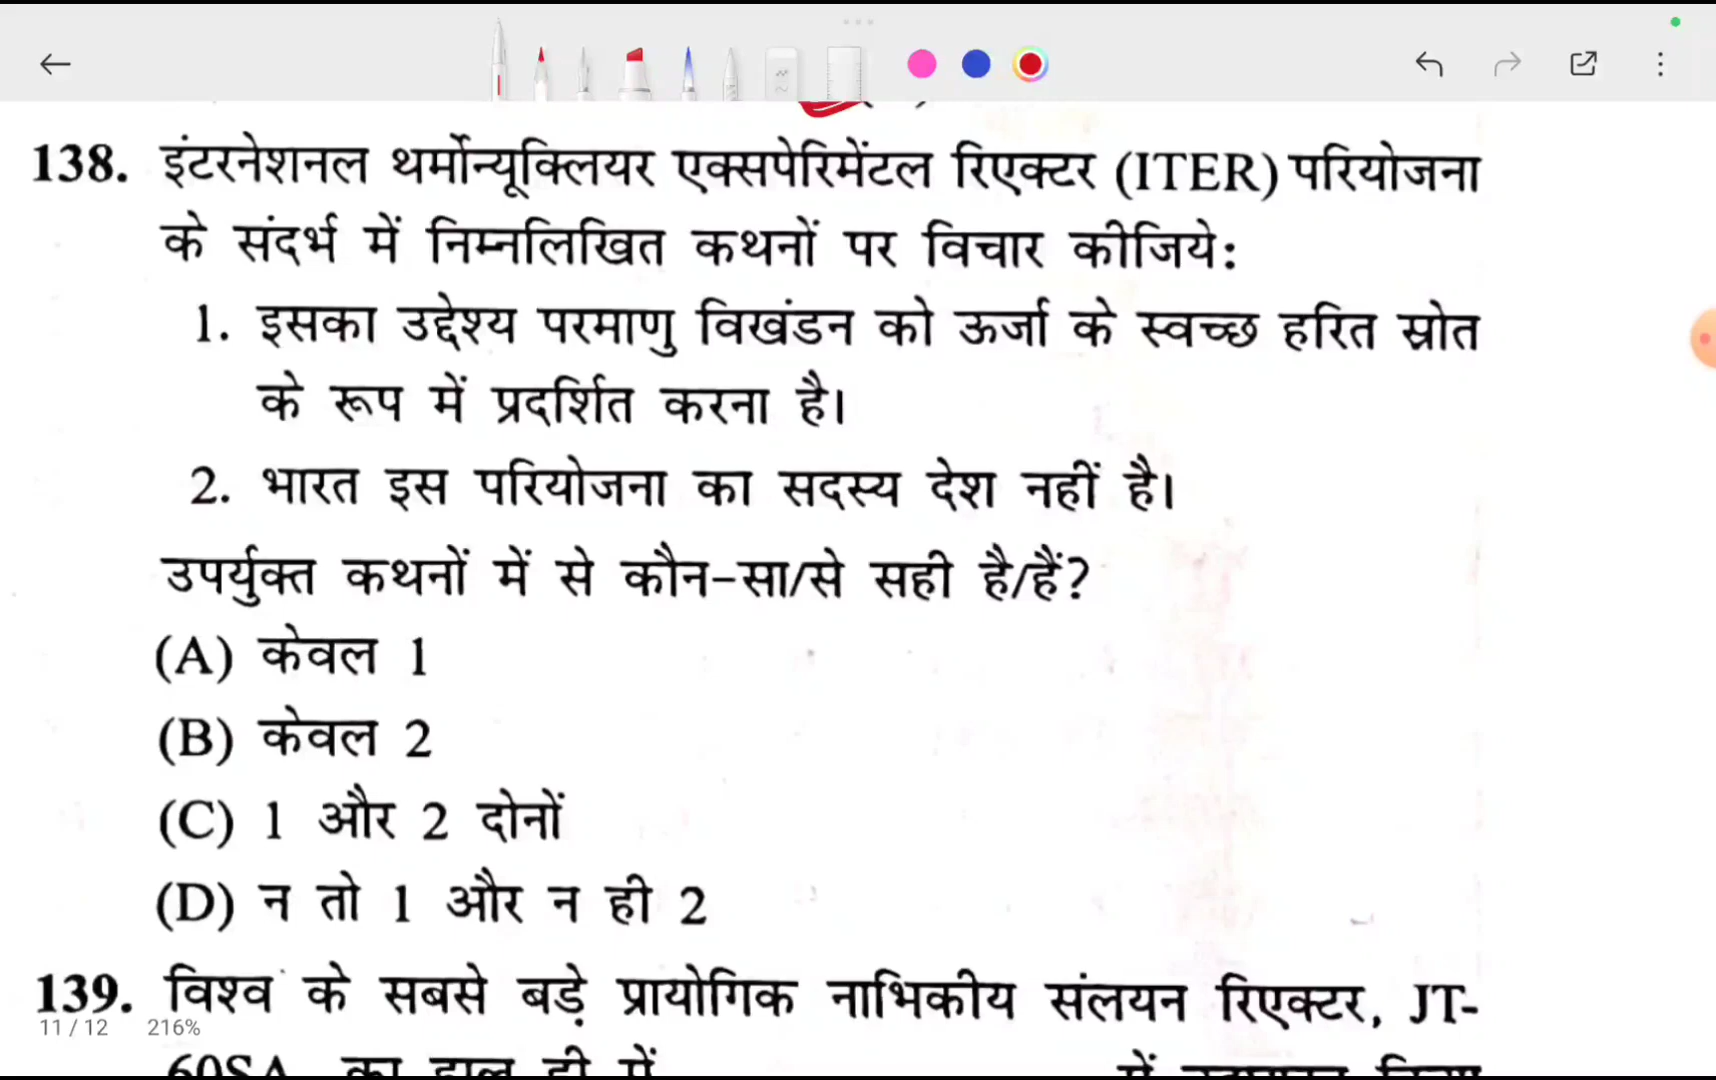 138. इंटरनेशनल थर्मोन्यूक्लियर एक्सपेरिमेंटल रिएक्टर (ITER) परियोजना
के संदर्भ में निम्नलिखित कथनों पर विचार कीजिये:
1. इसका उद्देश्य परमाणु विखंडन को ऊर्जा के स्वच्छ हरित स्रोत
के रूप में प्रदर्शित करना है।
2. भारत इस परियोजना का सदस्य देश नहीं है।
उपर्युक्त कथनों में से कौन-सा/से सही है/हैं?
(A) केवल 1
(B) केवल 2
(C) 1 और 2 दोनों
(D) न तो 1 और न ही 2
139. विश्व के सबसे बड़े प्रायोगिक नाभिकीय संलयन रिएक्टर, JT-
11 / 12 216%
60SA का हाल ही में में